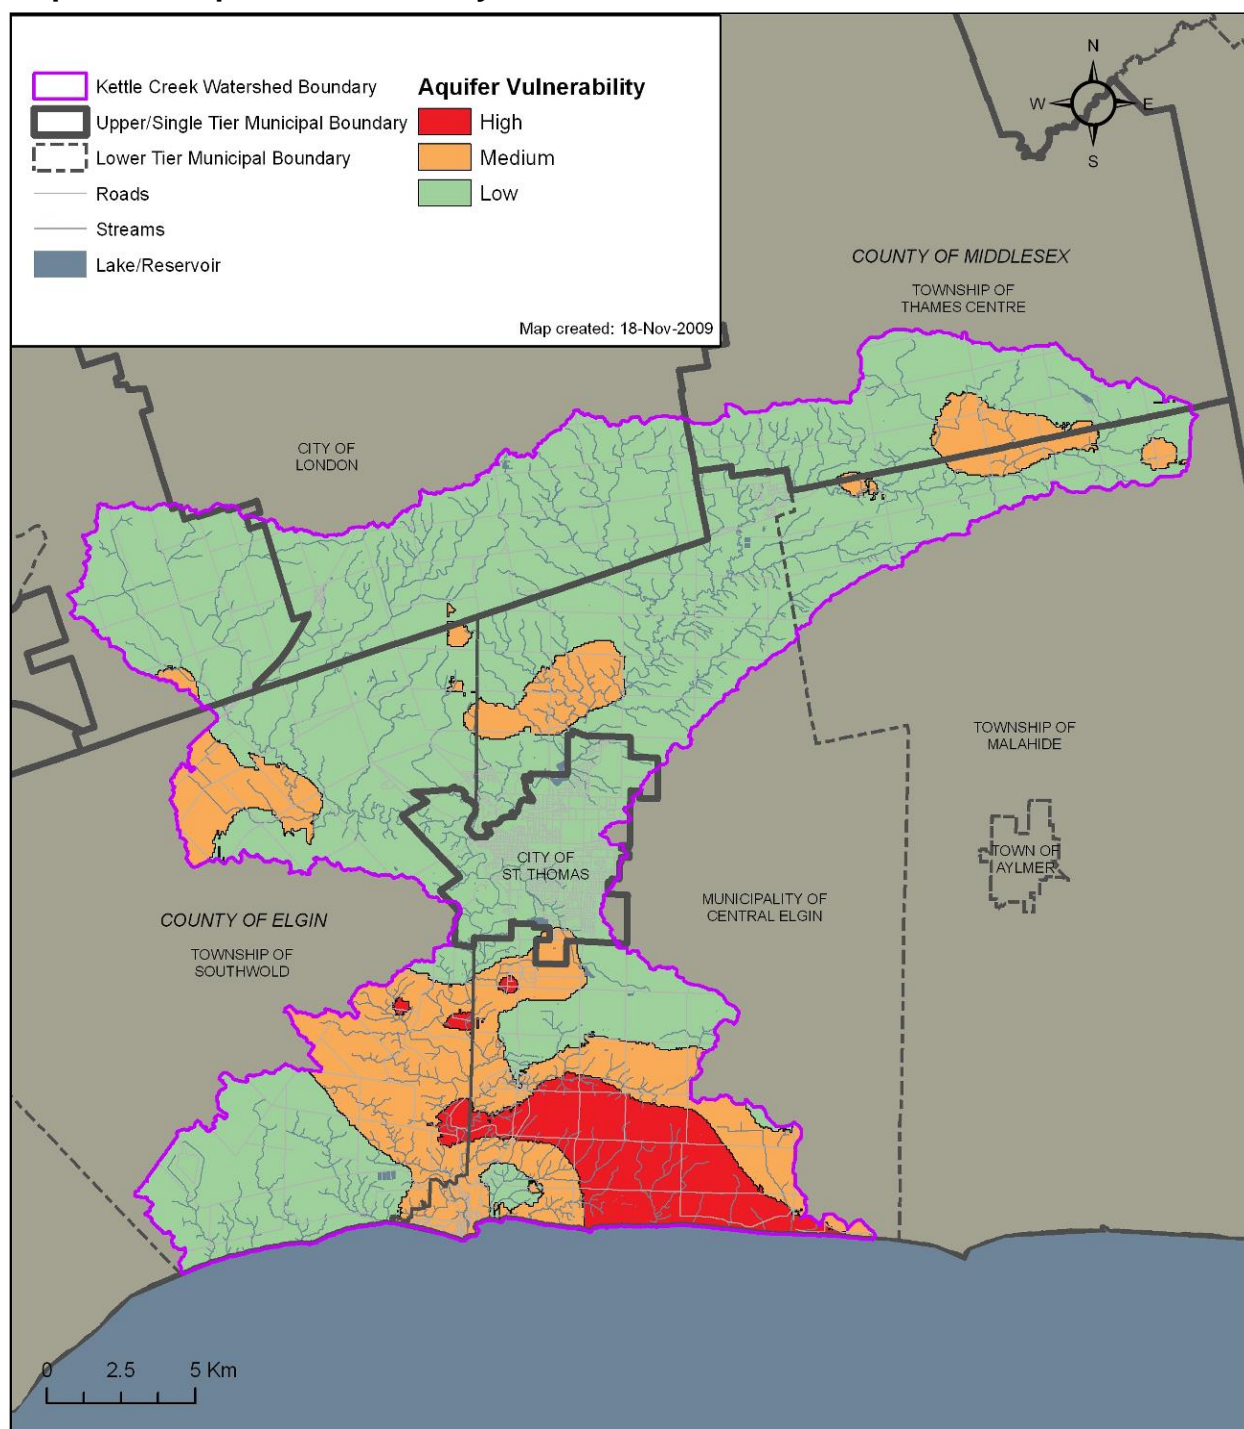 Kettle Creek Watershed Boundary
Upper/Single Tier Municipal Boundary
Lower Tier Municipal Boundary
Roads
Streams
Lake/Reservoir
Aquifer Vulnerability
High
Medium
Low
Map created: 18-Nov-2009
N
W
E
S
COUNTY OF MIDDLESEX
TOWNSHIP OF
THAMES CENTRE
CITY OF
LONDON
TOWNSHIP OF
MALAHIDE
TOWN OF
AYLMER
CITY OF
ST. THOMAS
MUNICIPALITY OF
CENTRAL ELGIN
COUNTY OF ELGIN
TOWNSHIP OF
SOUTHWOLD
0 2.5 5 Km